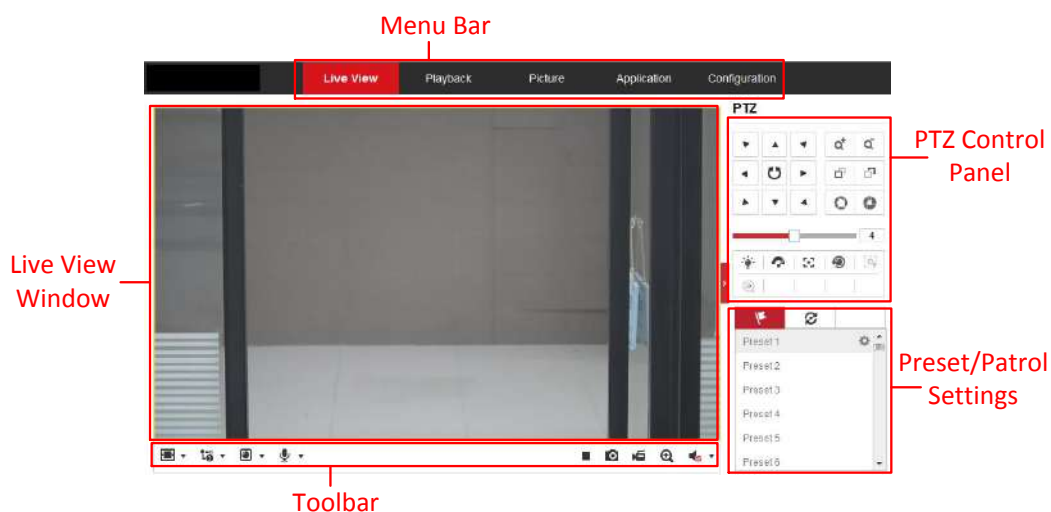 Menu Bar
Live View Playback Picture Application Configuration
PTZ
PTZ Control
Panel
4
Live View
Window
Preset 1
Preset 2
Preset 3
Preset 4
Preset 5
Preset 6
Preset/Patrol
Settings
Toolbar